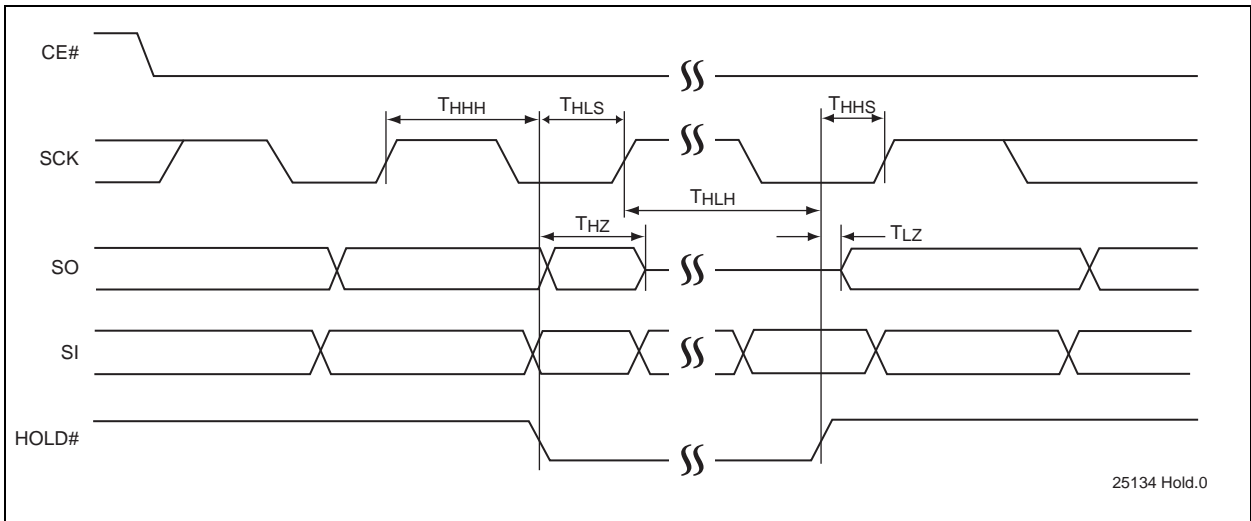 CE#
THHH
THLS
THHS
SCK
THLH
THZ
TLZ
SO
SI
HOLD#
25134 Hold.0